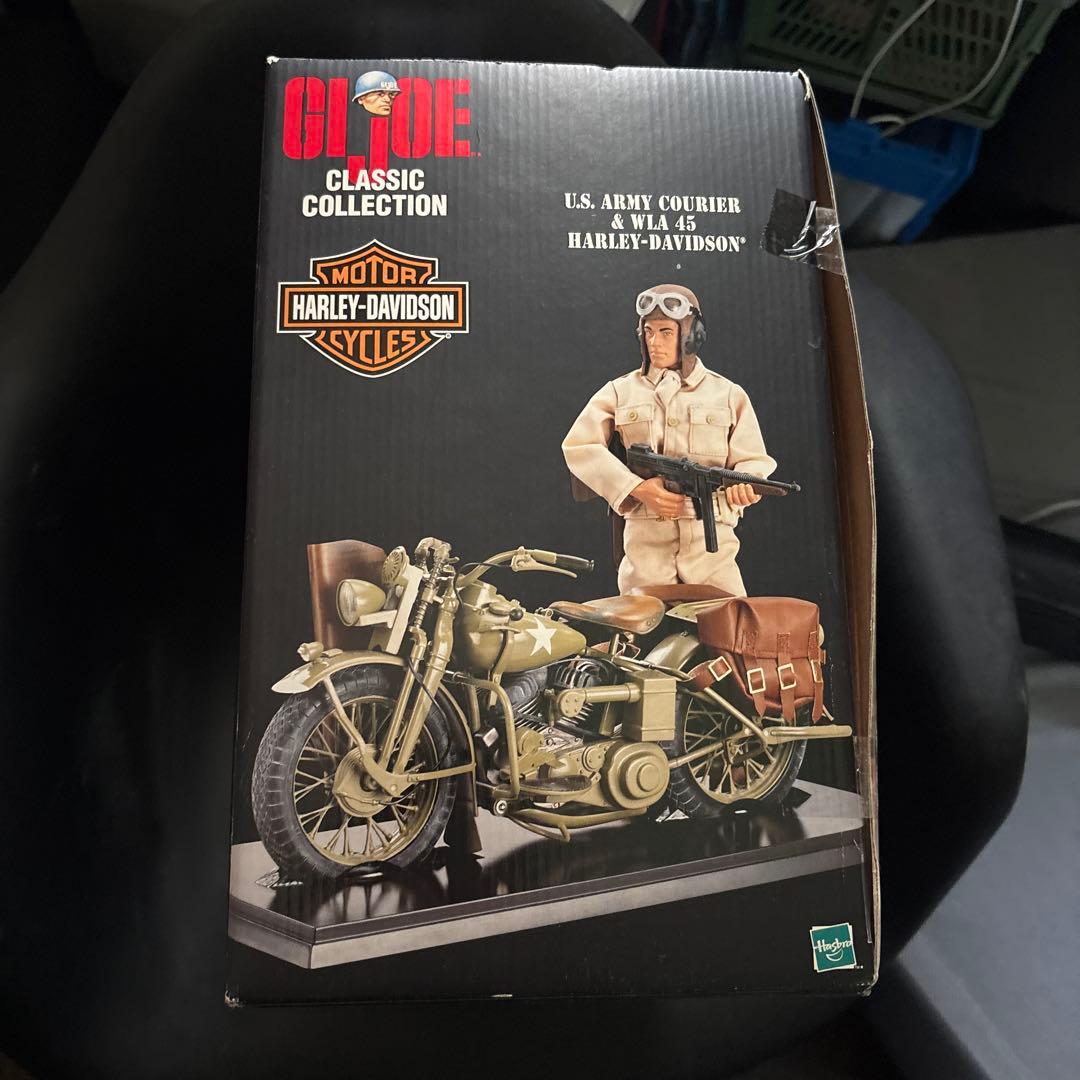 GI JOE
CLASSIC
COLLECTION
U.S. ARMY COURIER
& WLA 45
HARLEY-DAVIDSON®
MOTOR
HARLEY-DAVIDSON
CYCLES
Hasbro